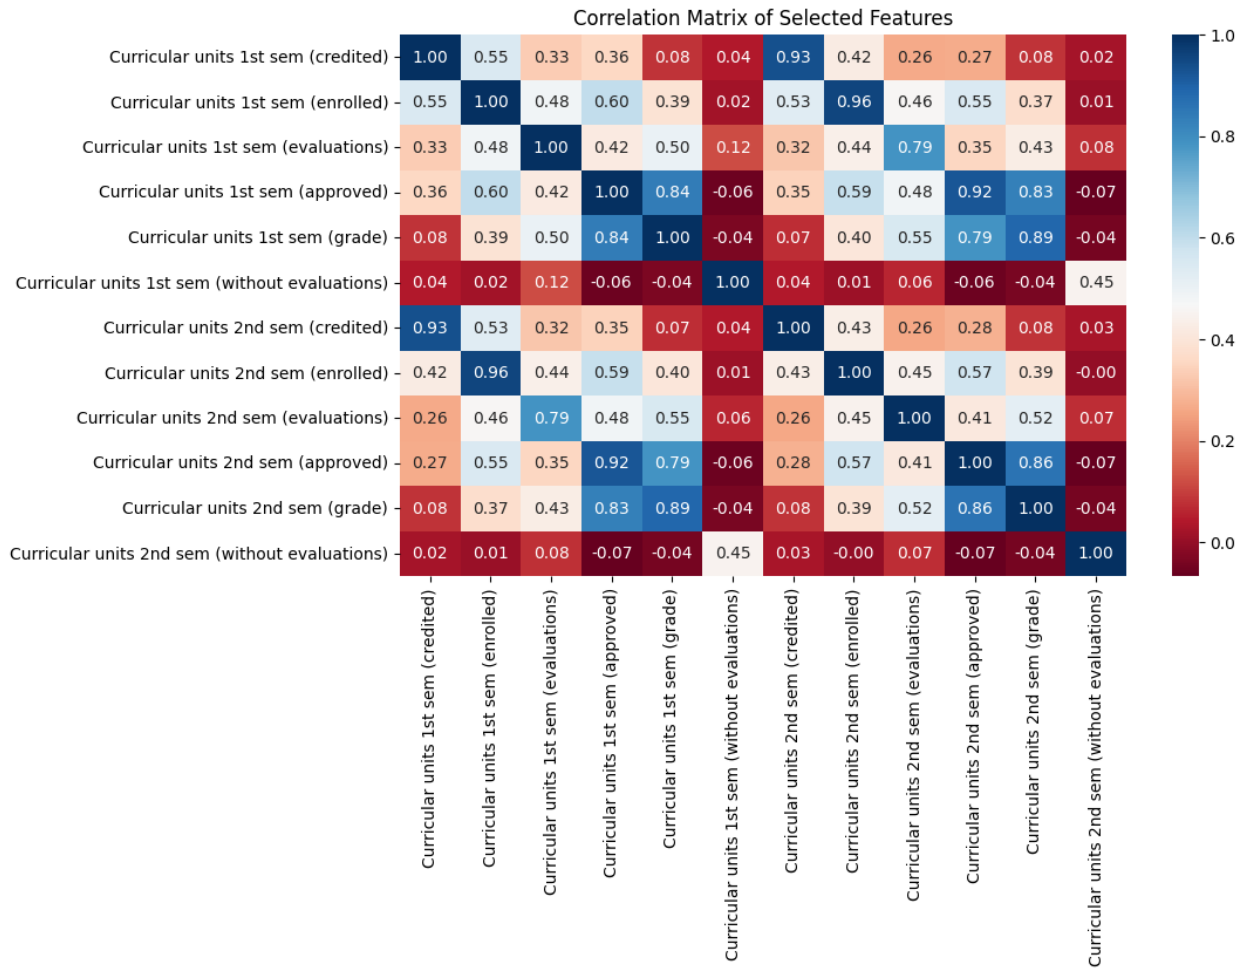 Correlation Matrix of Selected Features
Curricular units 1st sem (credited) 1.00 0.55 0.33 0.36 0.08 0.04 0.93 0.42 0.26 0.27 0.08 0.02
Curricular units 1st sem (enrolled) 0.55 1.00 0.48 0.60 0.39 0.02 0.53 0.96 0.46 0.55 0.37 0.01
Curricular units 1st sem (evaluations) 0.33 0.48 1.00 0.42 0.50 0.12 0.32 0.44 0.79 0.35 0.43 0.08
Curricular units 1st sem (approved) 0.36 0.60 0.42 1.00 0.84 -0.06 0.35 0.59 0.48 0.92 0.83 -0.07
Curricular units 1st sem (grade) 0.08 0.39 0.50 0.84 1.00 -0.04 0.07 0.40 0.55 0.79 0.89 -0.04
Curricular units 1st sem (without evaluations) 0.04 0.02 0.12 -0.06 -0.04 1.00 0.04 0.01 0.06 -0.06 -0.04 0.45
Curricular units 2nd sem (credited) 0.93 0.53 0.32 0.35 0.07 0.04 1.00 0.43 0.26 0.28 0.08 0.03
Curricular units 2nd sem (enrolled) 0.42 0.96 0.44 0.59 0.40 0.01 0.43 1.00 0.45 0.57 0.39 -0.00
Curricular units 2nd sem (evaluations) 0.26 0.46 0.79 0.48 0.55 0.06 0.26 0.45 1.00 0.41 0.52 0.07
Curricular units 2nd sem (approved) 0.27 0.55 0.35 0.92 0.79 -0.06 0.28 0.57 0.41 1.00 0.86 -0.07
Curricular units 2nd sem (grade) 0.08 0.37 0.43 0.83 0.89 -0.04 0.08 0.39 0.52 0.86 1.00 -0.04
Curricular units 2nd sem (without evaluations) 0.02 0.01 0.08 -0.07 -0.04 0.45 0.03 -0.00 0.07 -0.07 -0.04 1.00
Curricular units 1st sem (credited)
Curricular units 1st sem (enrolled)
Curricular units 1st sem (evaluations)
Curricular units 1st sem (approved)
Curricular units 1st sem (grade)
Curricular units 1st sem (without evaluations)
Curricular units 2nd sem (credited)
Curricular units 2nd sem (enrolled)
Curricular units 2nd sem (evaluations)
Curricular units 2nd sem (approved)
Curricular units 2nd sem (grade)
Curricular units 2nd sem (without evaluations)
1.0
0.8
0.6
0.4
0.2
0.0